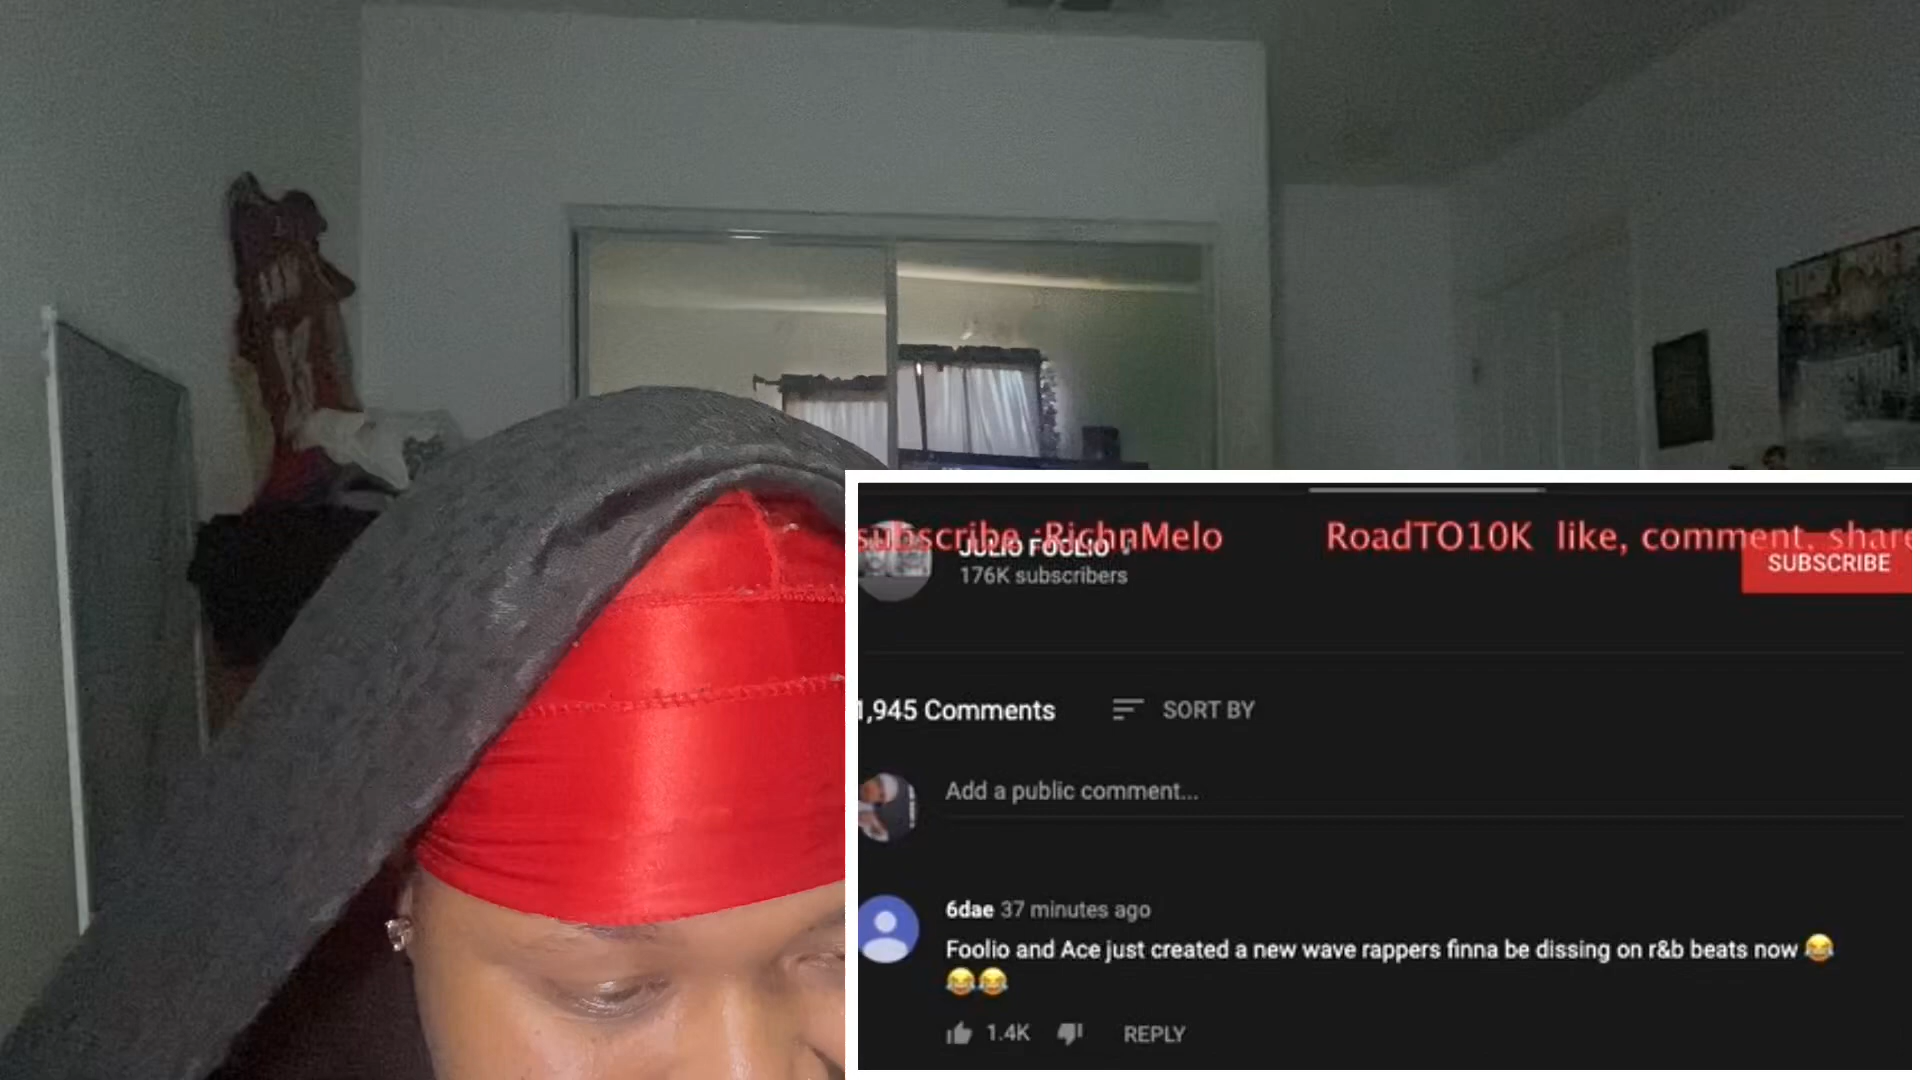 subscribe :RichnMelo RoadTO10K like, comment, share
JULIO FOOLIO
176K subscribers
SUBSCRIBE
1,945 Comments
SORT BY
Add a public comment...
6dae 37 minutes ago
Foolio and Ace just created a new wave rappers finna be dissing on r&b beats now 😂
😂😂
1.4K
REPLY